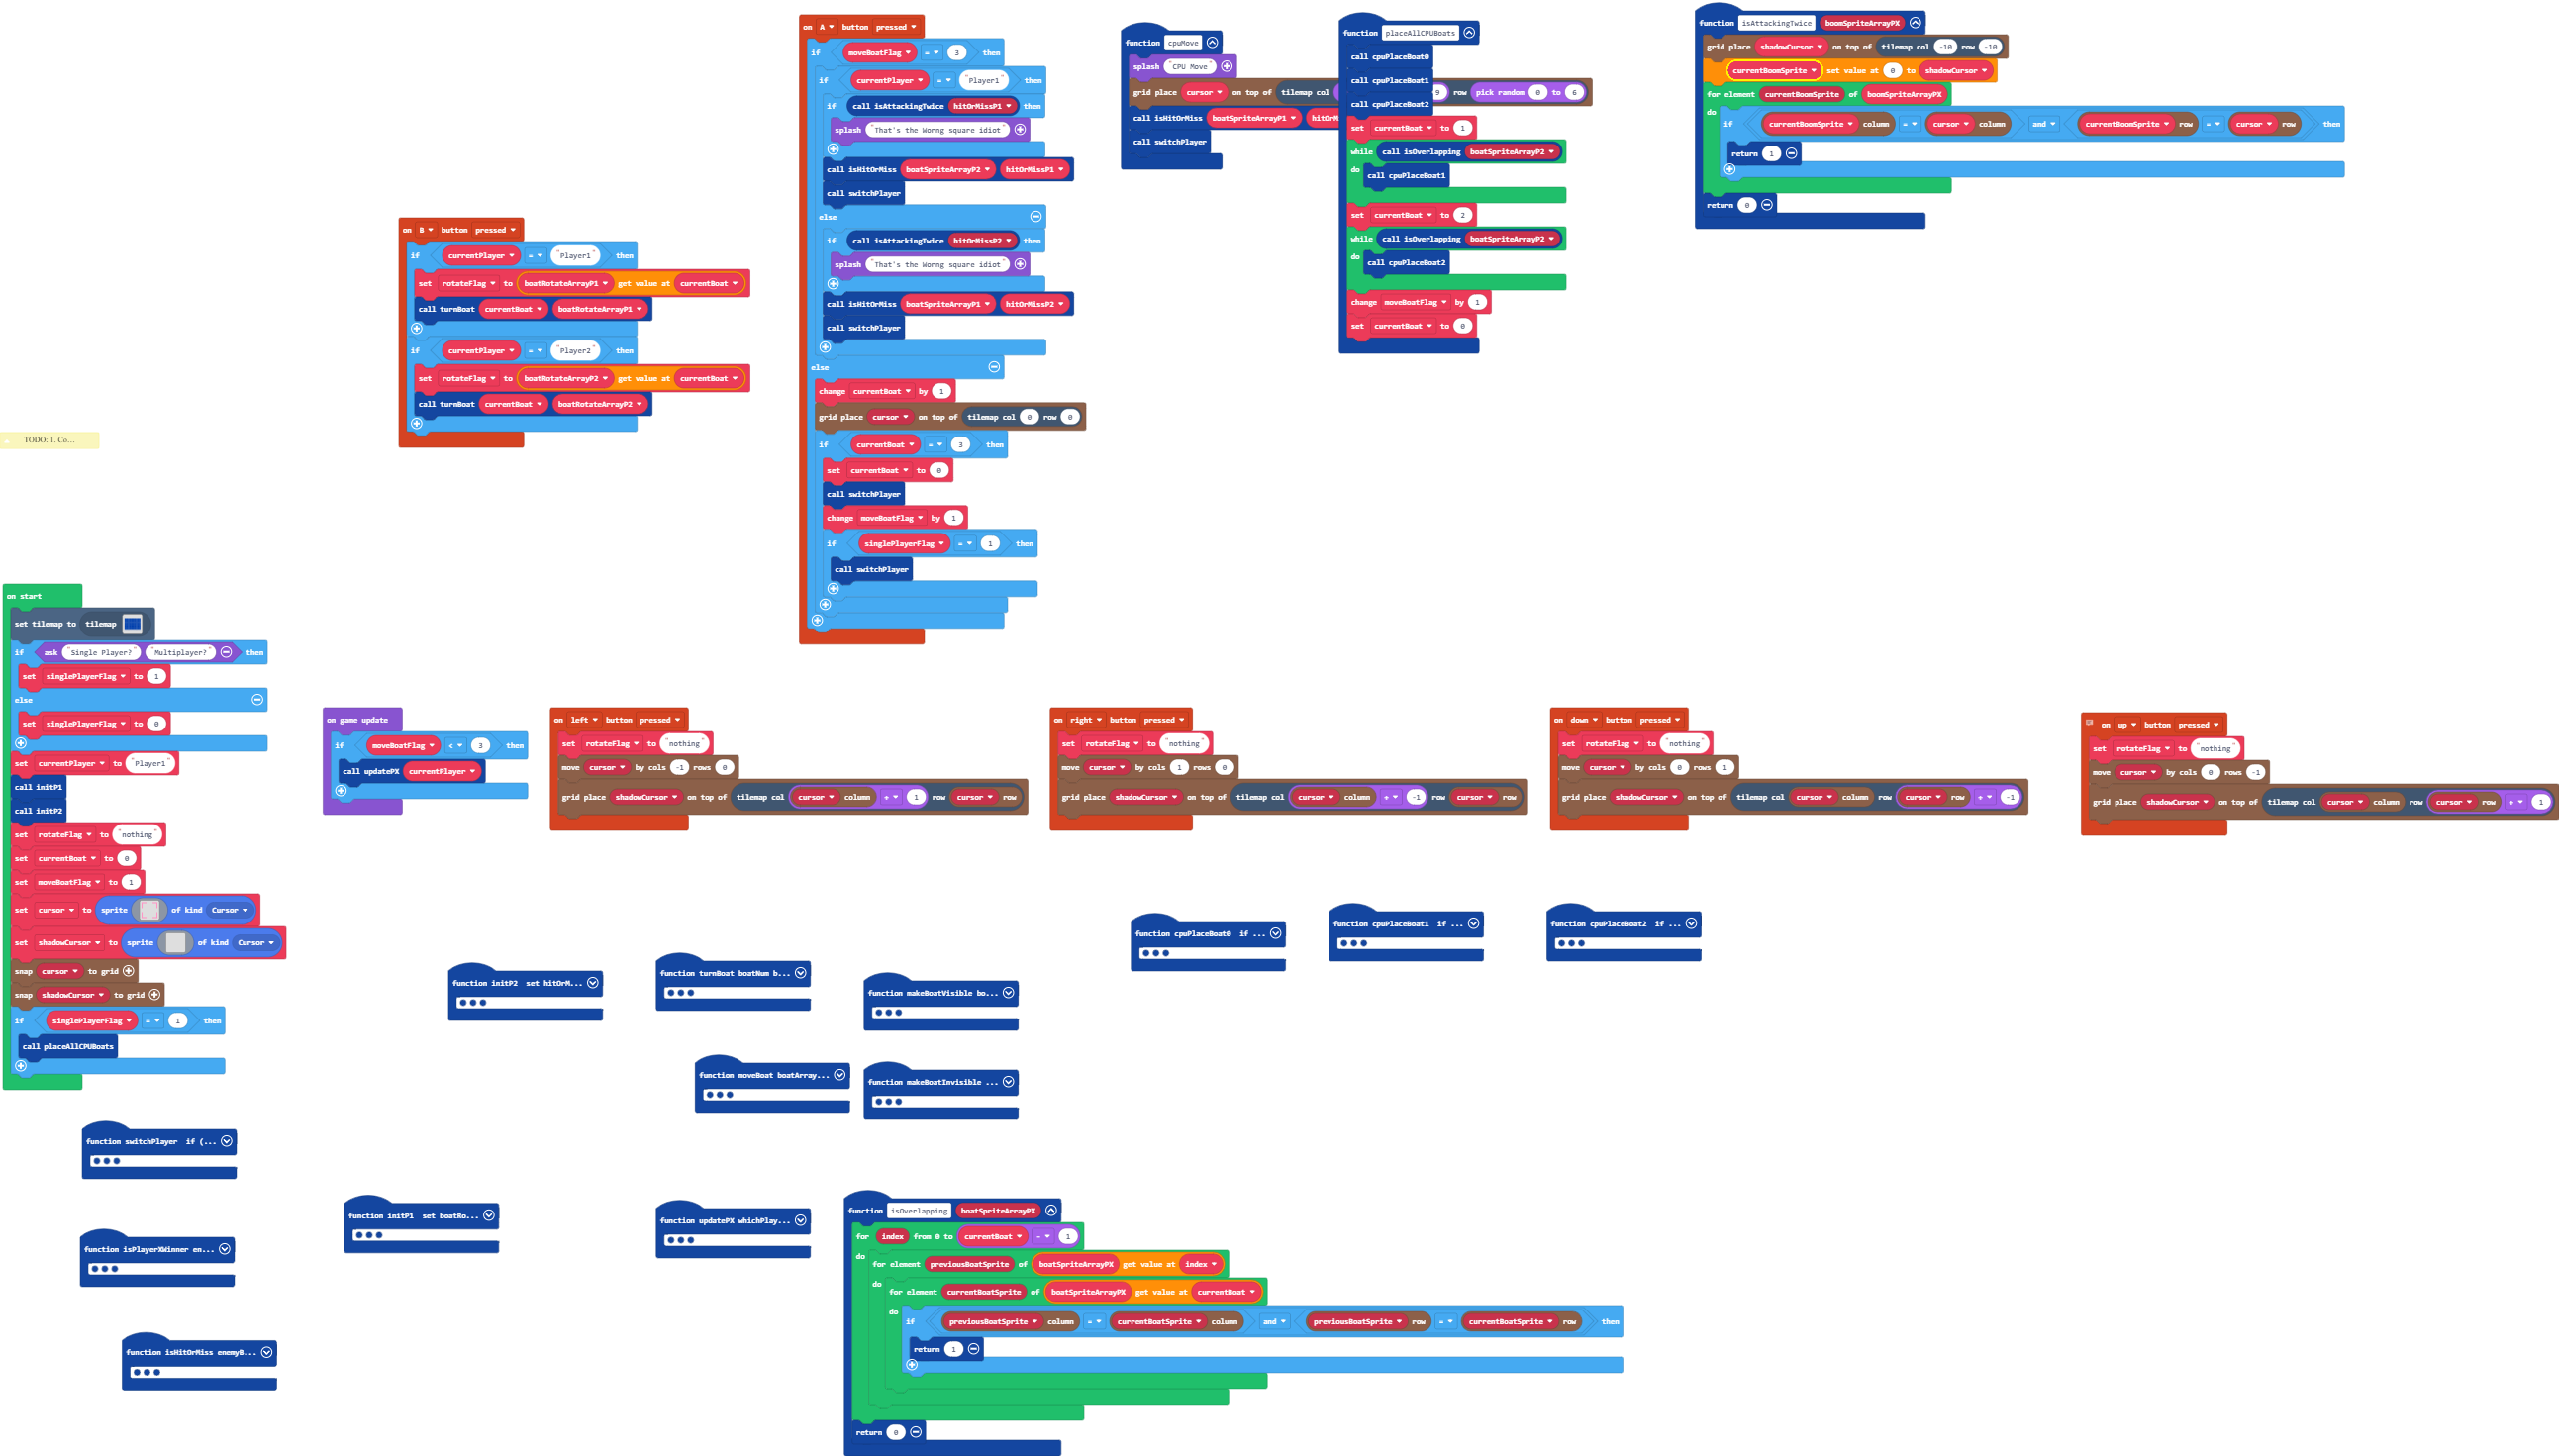 on A button pressed
if moveBoatFlag = 3 then
if currentPlayer = "Player1" then
if call isAttackingTwice hitOrMissP1 then
splash "That's the Worng square idiot"
call isHitOrMiss boatSpriteArrayP2 hitOrMissP1
call switchPlayer
else
if call isAttackingTwice hitOrMissP2 then
splash "That's the Worng square idiot"
call isHitOrMiss boatSpriteArrayP1 hitOrMissP2
call switchPlayer
else
change currentBoat by 1
grid place cursor on top of tilemap col 0 row 0
if currentBoat = 3 then
set currentBoat to 0
call switchPlayer
change moveBoatFlag by 1
if singlePlayerFlag = 1 then
call switchPlayer
function cpuMove
splash "CPU Move"
grid place cursor on top of tilemap col 9 row pick random 0 to 6
call isHitOrMiss boatSpriteArrayP1 hitOrM
call switchPlayer
function placeAllCPUBoats
call cpuPlaceBoat0
call cpuPlaceBoat1
call cpuPlaceBoat2
set currentBoat to 1
while call isOverlapping boatSpriteArrayP2
do call cpuPlaceBoat1
set currentBoat to 2
while call isOverlapping boatSpriteArrayP2
do call cpuPlaceBoat2
change moveBoatFlag by 1
set currentBoat to 0
function isAttackingTwice boomSpriteArrayPX
grid place shadowCursor on top of tilemap col -10 row -10
currentBoomSprite set value at 0 to shadowCursor
for element currentBoomSprite of boomSpriteArrayPX
do if currentBoomSprite column = cursor column and currentBoomSprite row = cursor row then
return 1
return 0
on B button pressed
if currentPlayer = "Player1" then
set rotateFlag to boatRotateArrayP1 get value at currentBoat
call turnBoat currentBoat boatRotateArrayP1
if currentPlayer = "Player2" then
set rotateFlag to boatRotateArrayP2 get value at currentBoat
call turnBoat currentBoat boatRotateArrayP2
TODO: 1. Co...
on start
set tilemap to tilemap
if ask "Single Player?" "Multiplayer?" then
set singlePlayerFlag to 1
else
set singlePlayerFlag to 0
set currentPlayer to "Player1"
call initP1
call initP2
set rotateFlag to "nothing"
set currentBoat to 0
set moveBoatFlag to 1
set cursor to sprite of kind Cursor
set shadowCursor to sprite of kind Cursor
snap cursor to grid
snap shadowCursor to grid
if singlePlayerFlag = 1 then
call placeAllCPUBoats
on game update
if moveBoatFlag < 3 then
call updatePX currentPlayer
on left button pressed
set rotateFlag to "nothing"
move cursor by cols -1 rows 0
grid place shadowCursor on top of tilemap col cursor column + 1 row cursor row
on right button pressed
set rotateFlag to "nothing"
move cursor by cols 1 rows 0
grid place shadowCursor on top of tilemap col cursor column + -1 row cursor row
on down button pressed
set rotateFlag to "nothing"
move cursor by cols 0 rows 1
grid place shadowCursor on top of tilemap col cursor column row cursor row + -1
on up button pressed
set rotateFlag to "nothing"
move cursor by cols 0 rows -1
grid place shadowCursor on top of tilemap col cursor column row cursor row + 1
function cpuPlaceBoat0 if ...
function cpuPlaceBoat1 if ...
function cpuPlaceBoat2 if ...
function initP2 set hitOrM...
function turnBoat boatNum b...
function makeBoatVisible bo...
function moveBoat boatArray...
function makeBoatInvisible ...
function switchPlayer if (...
function initP1 set boatRo...
function updatePX whichPlay...
function isPlayerXWinner en...
function isHitOrMiss enemyB...
function isOverlapping boatSpriteArrayPX
for index from 0 to currentBoat - 1
do for element previousBoatSprite of boatSpriteArrayPX get value at index
do for element currentBoatSprite of boatSpriteArrayPX get value at currentBoat
do if previousBoatSprite column = currentBoatSprite column and previousBoatSprite row = currentBoatSprite row then
return 1
return 0